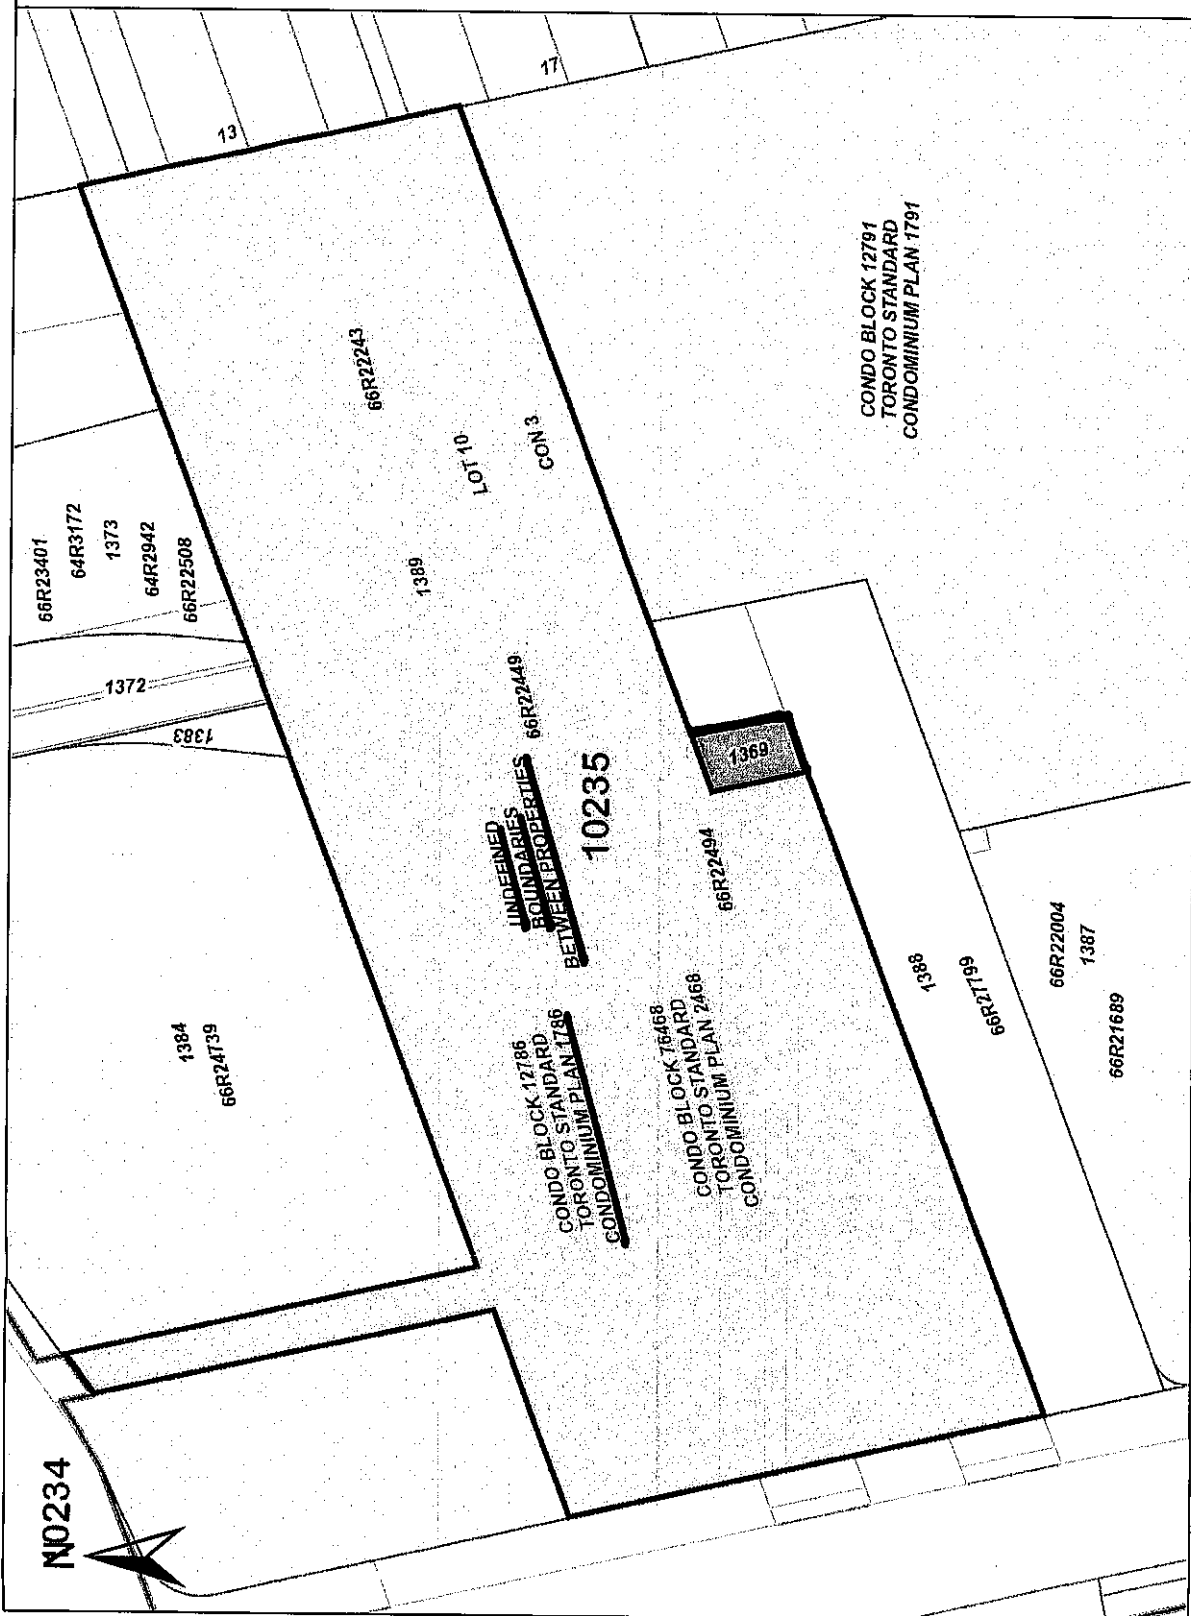 13
17
66R23401
64R3172
1373
64R2942
66R22508
1372
1383
66R22243
LOT 10
CON 3
1389
CONDO BLOCK 12791
TORONTO STANDARD
CONDOMINIUM PLAN 1791
66R22449
UNDEFINED
BOUNDARIES
BETWEEN PROPERTIES
10235
1369
66R22494
1384
66R24739
CONDO BLOCK 12786
TORONTO STANDARD
CONDOMINIUM PLAN 1786
CONDO BLOCK 76468
TORONTO STANDARD
CONDOMINIUM PLAN 2468
1388
66R27799
66R22004
1387
66R21689
0234